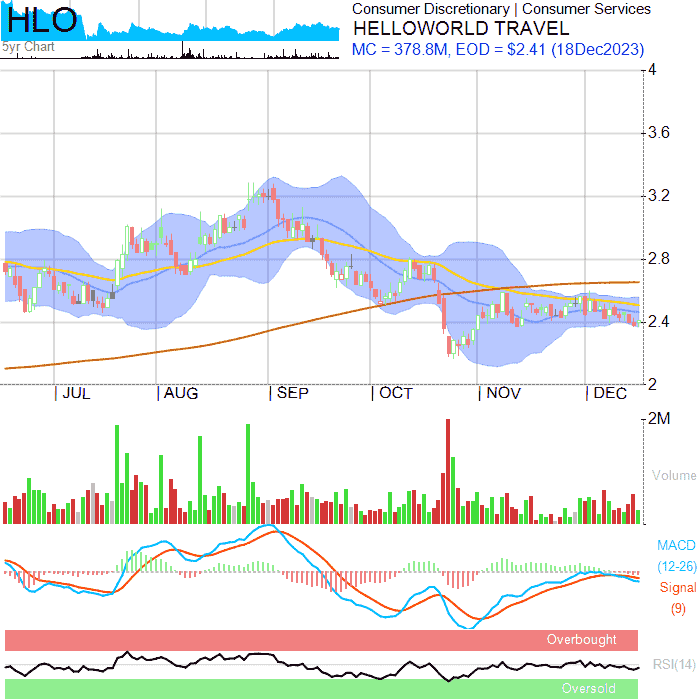 HLO
5yr Chart
Consumer Discretionary | Consumer Services
HELLOWORLD TRAVEL
MC = 378.8M, EOD = $2.41 (18Dec2023)
4
3.6
3.2
2.8
2.4
2
JUL AUG SEP OCT NOV DEC
2M
Volume
MACD
(12-26)
Signal
(9)
Overbought
RSI(14)
Oversold